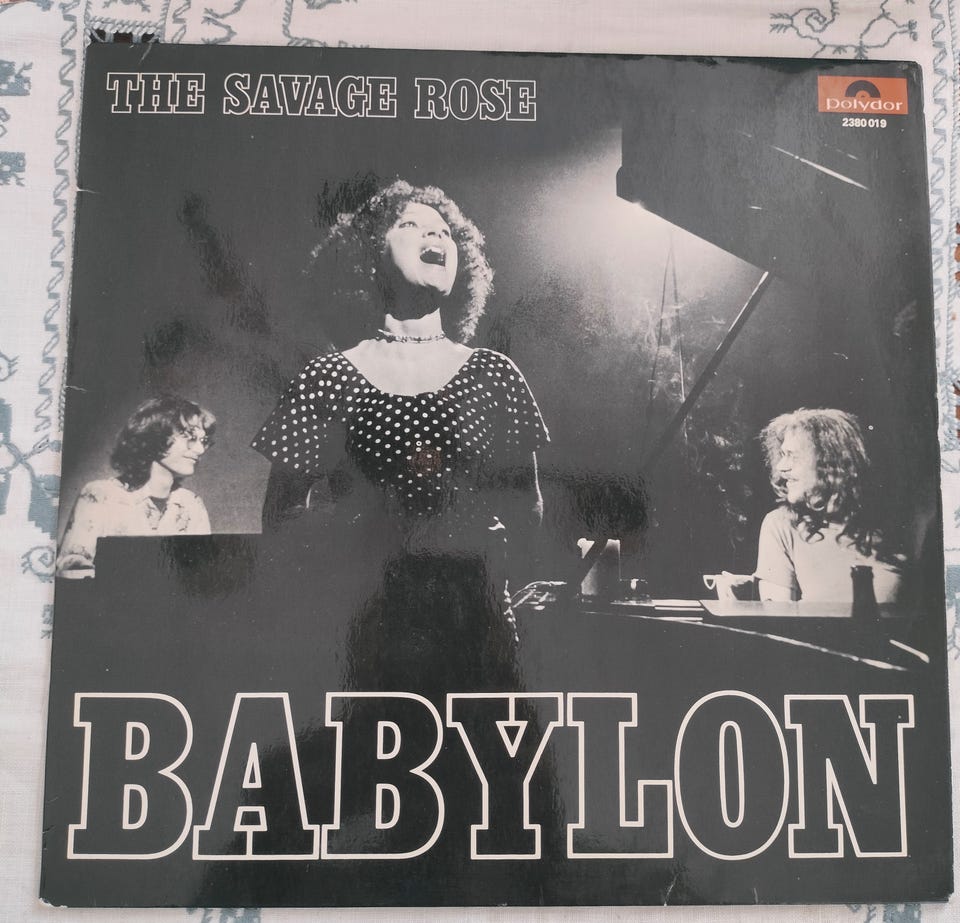 THE SAVAGE ROSE
polydor
2380 019
BABYLON